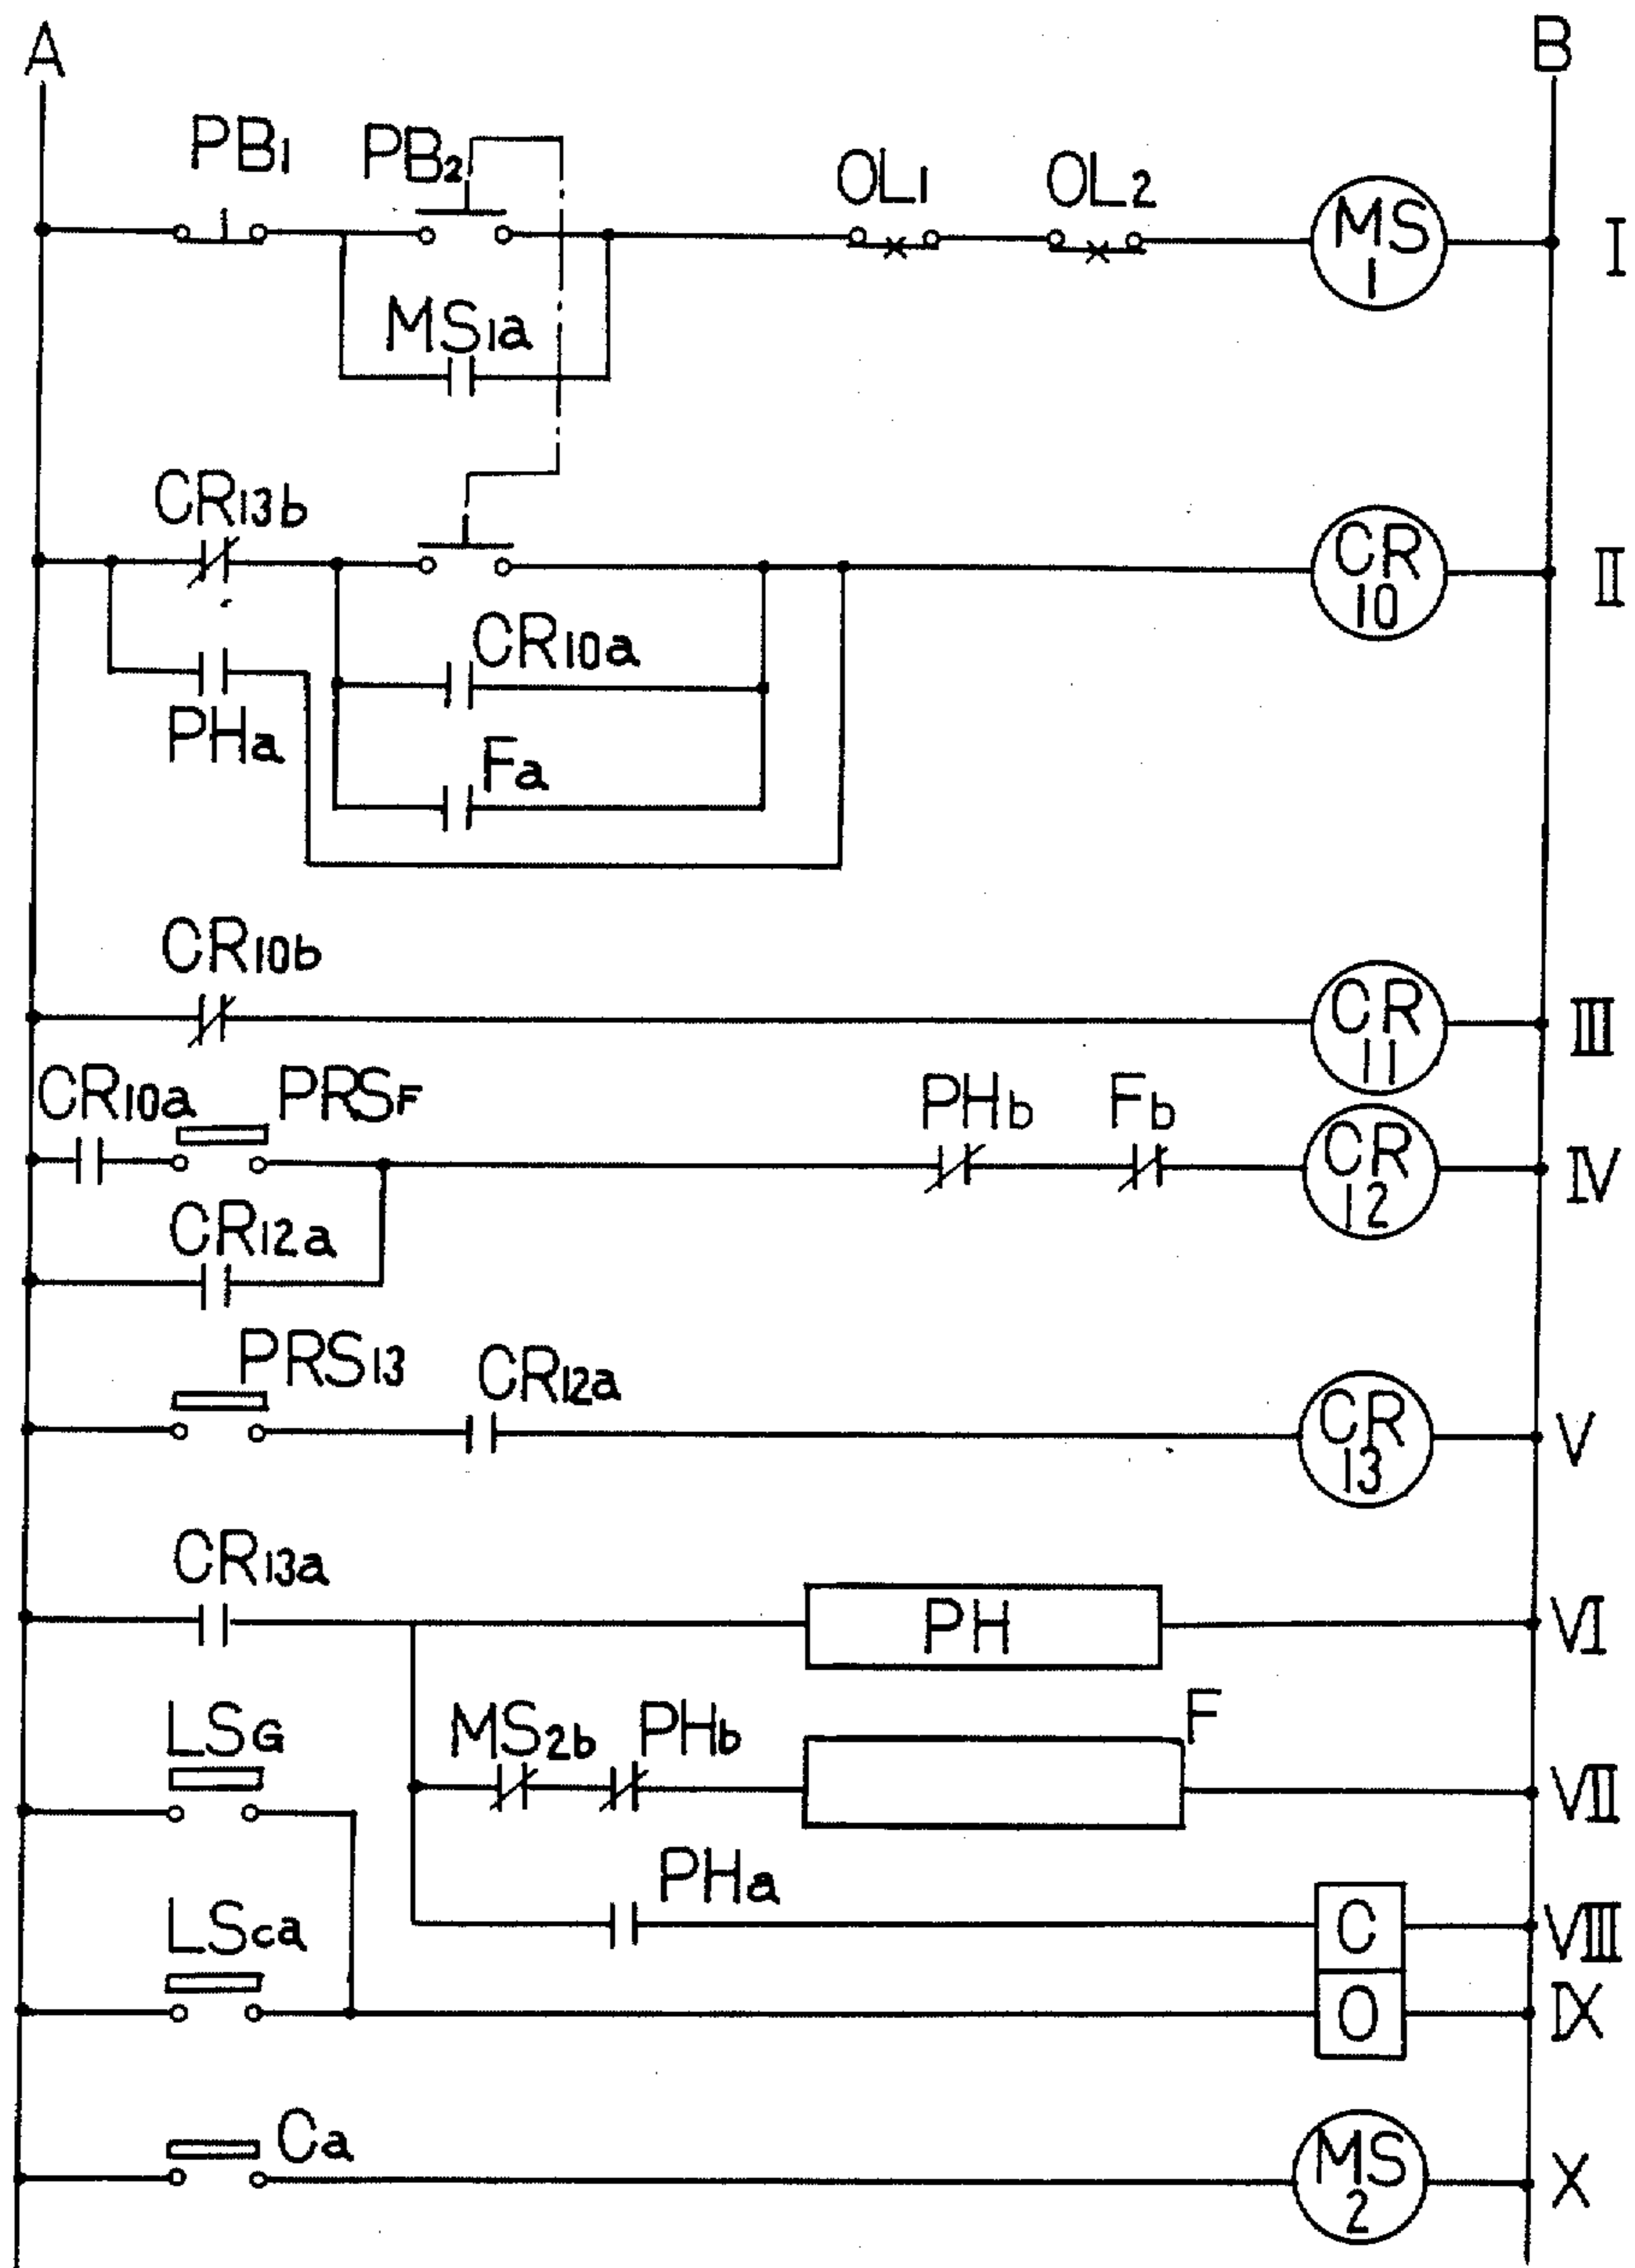 A B
PB1 PB2 OL1 OL2 MS 1 I
MS1a
CR13b CR 10 II
CR10a
PHa
Fa
CR10b CR 11 III
CR10a PRSF PHb Fb CR 12 IV
CR12a
PRS13 CR12a CR 13 V
CR13a PH VI
LSG MS2b PHb F VII
PHa
LSca C VIII
O IX
Ca MS 2 X